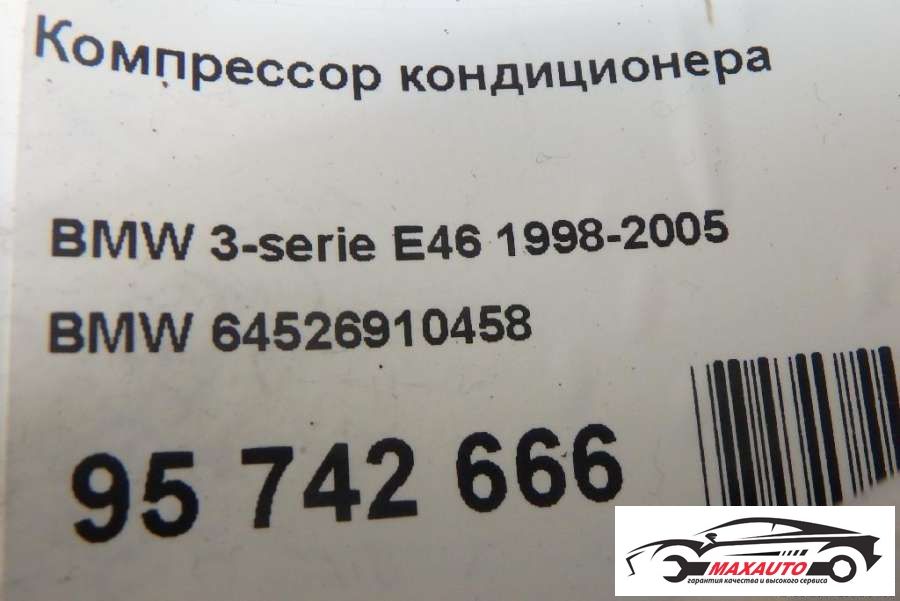 Компрессор кондиционера
BMW 3-serie E46 1998-2005
BMW 64526910458
95 742 666
MAXAUTO
гарантия качества и высокого сервиса